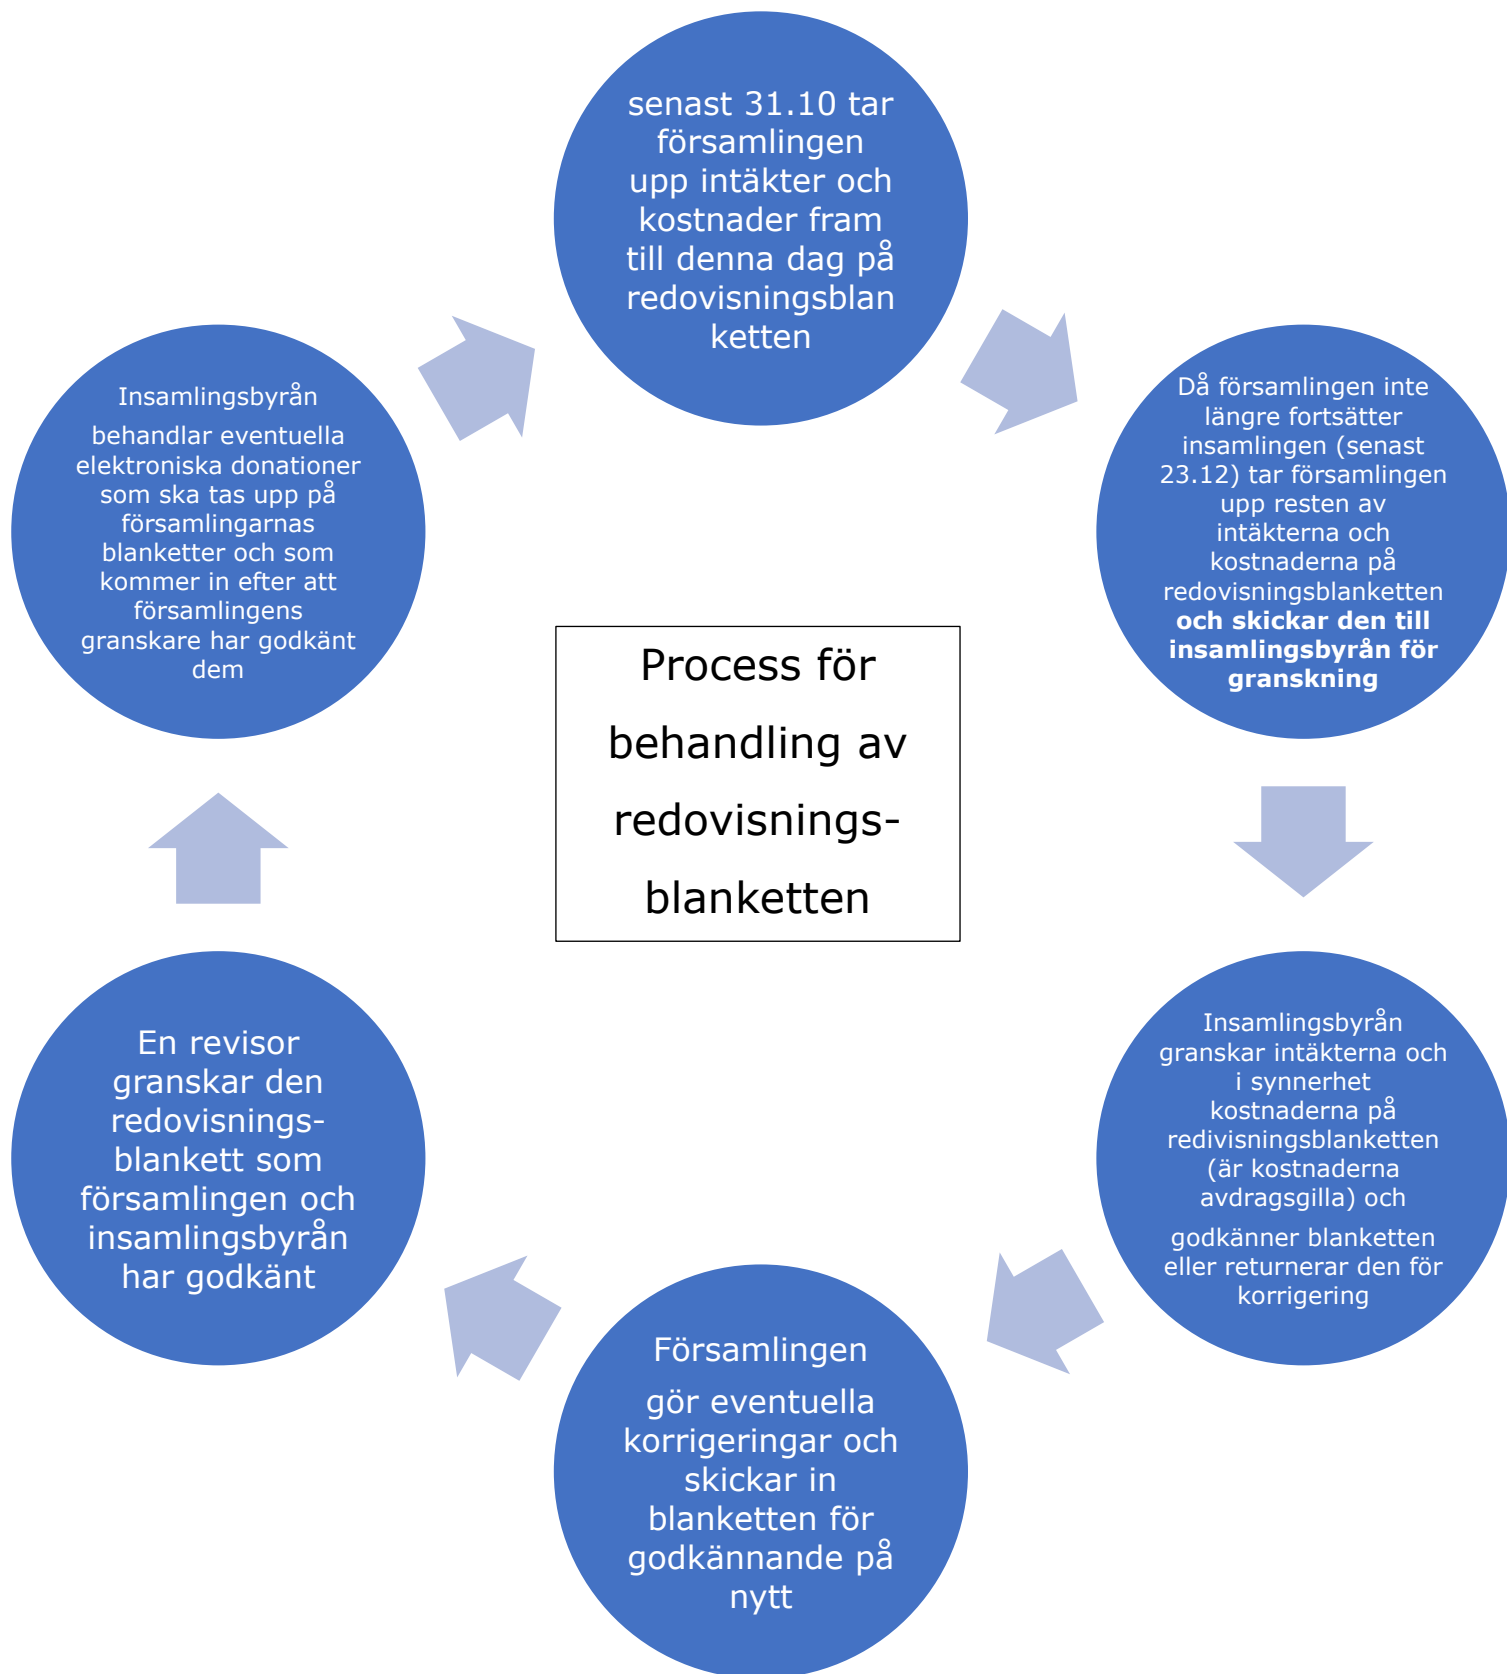 senast 31.10 tar
församlingen
upp intäkter och
kostnader fram
till denna dag på
redovisningsblan
ketten
Då församlingen inte
längre fortsätter
insamlingen (senast
23.12) tar församlingen
upp resten av
intäkterna och
kostnaderna på
redovisningsblanketten
och skickar den till
insamlingsbyrån för
granskning
Insamlingsbyrån
granskar intäkterna och
i synnerhet
kostnaderna på
redivisningsblanketten
(är kostnaderna
avdragsgilla) och
godkänner blanketten
eller returnerar den för
korrigering
Församlingen
gör eventuella
korrigeringar och
skickar in
blanketten för
godkännande på
nytt
En revisor
granskar den
redovisnings-
blankett som
församlingen och
insamlingsbyrån
har godkänt
Insamlingsbyrån
behandlar eventuella
elektroniska donationer
som ska tas upp på
församlingarnas
blanketter och som
kommer in efter att
församlingens
granskare har godkänt
dem
Process för
behandling av
redovisnings-
blanketten